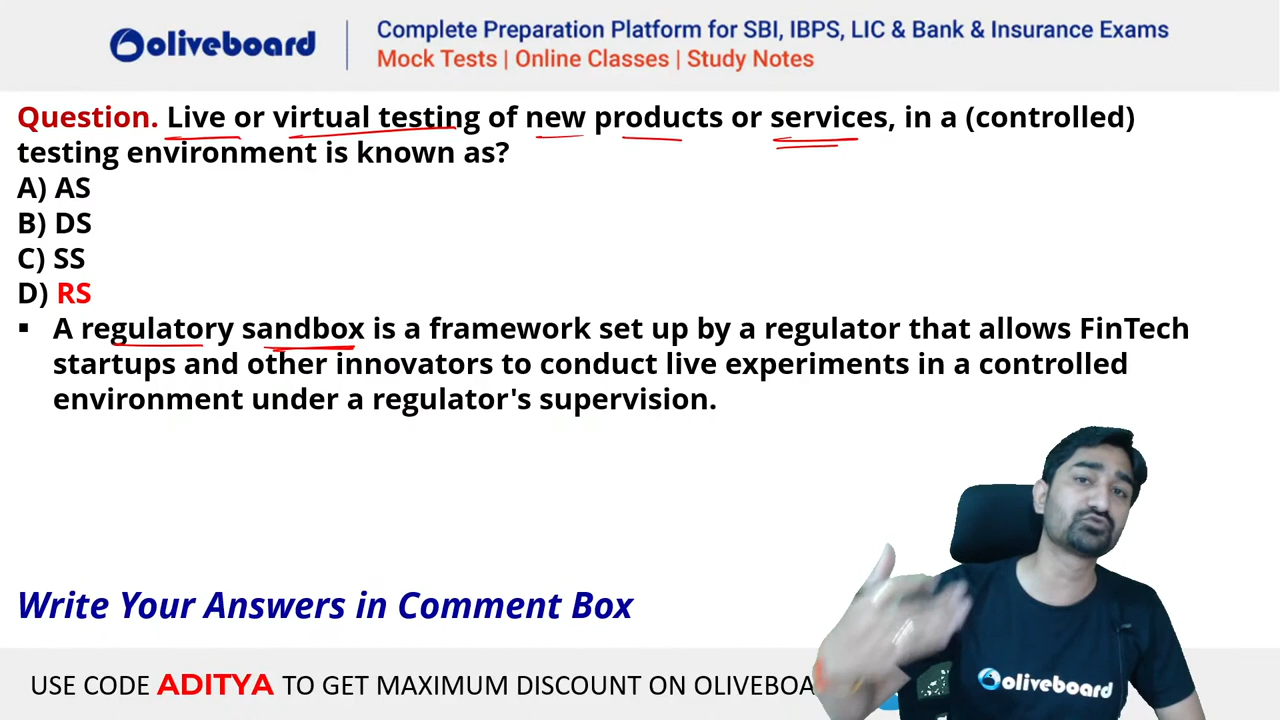 oliveboard
Complete Preparation Platform for SBI, IBPS, LIC & Bank & Insurance Exams
Mock Tests | Online Classes | Study Notes
Question. Live or virtual testing of new products or services, in a (controlled)
testing environment is known as?
A) AS
B) DS
C) SS
D) RS
▪ A regulatory sandbox is a framework set up by a regulator that allows FinTech
startups and other innovators to conduct live experiments in a controlled
environment under a regulator's supervision.
Write Your Answers in Comment Box
oliveboard
USE CODE ADITYA TO GET MAXIMUM DISCOUNT ON OLIVEBOA